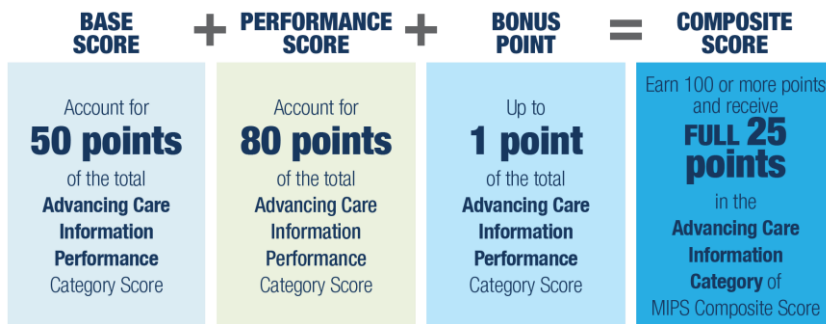 BASE SCORE + PERFORMANCE SCORE + BONUS POINT = COMPOSITE SCORE
Account for
50 points
of the total
Advancing Care
Information
Performance
Category Score
Account for
80 points
of the total
Advancing Care
Information
Performance
Category Score
Up to
1 point
of the total
Advancing Care
Information
Performance
Category Score
Earn 100 or more points
and receive
FULL 25
points
in the
Advancing Care
Information
Category of
MIPS Composite Score